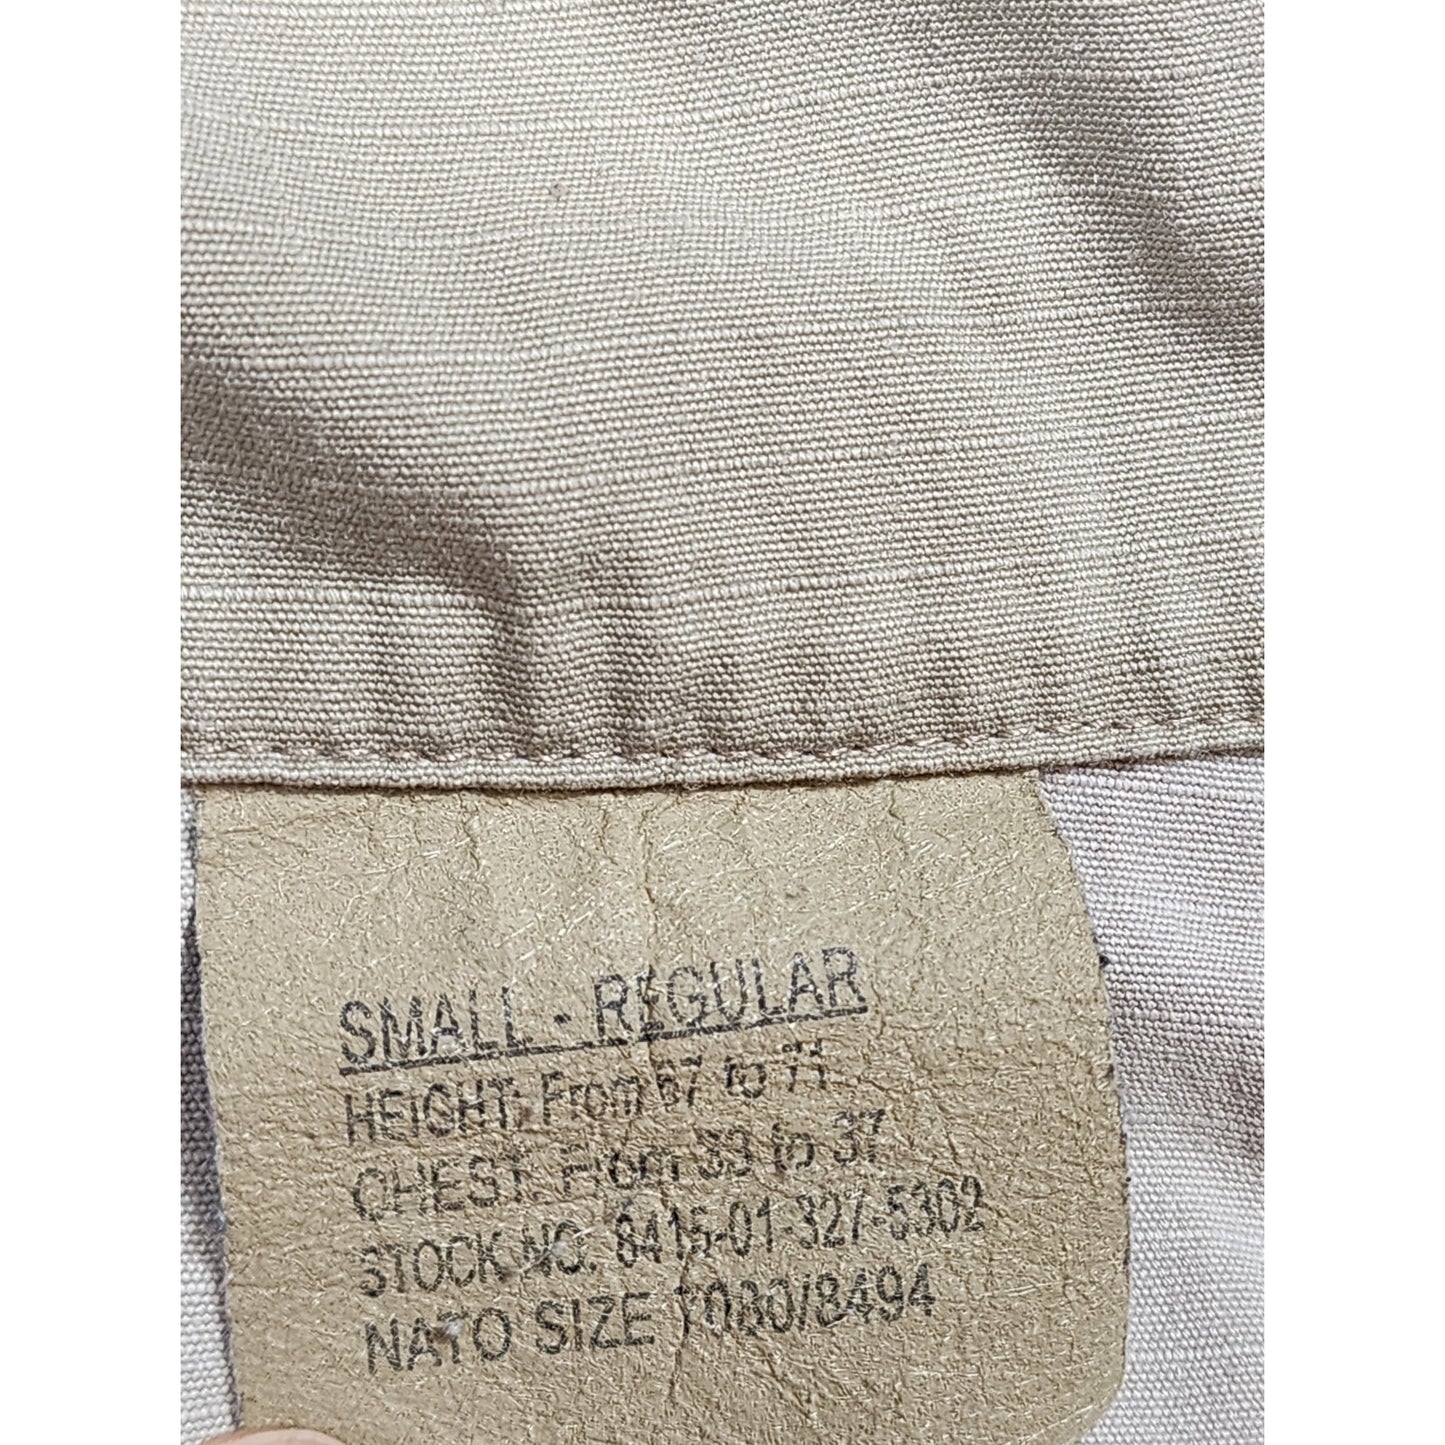 SMALL - REGULAR
HEIGHT: From 67 to 71
CHEST: From 33 to 37
STOCK NO. 8415-01-327-5302
NATO SIZE 7080/8494